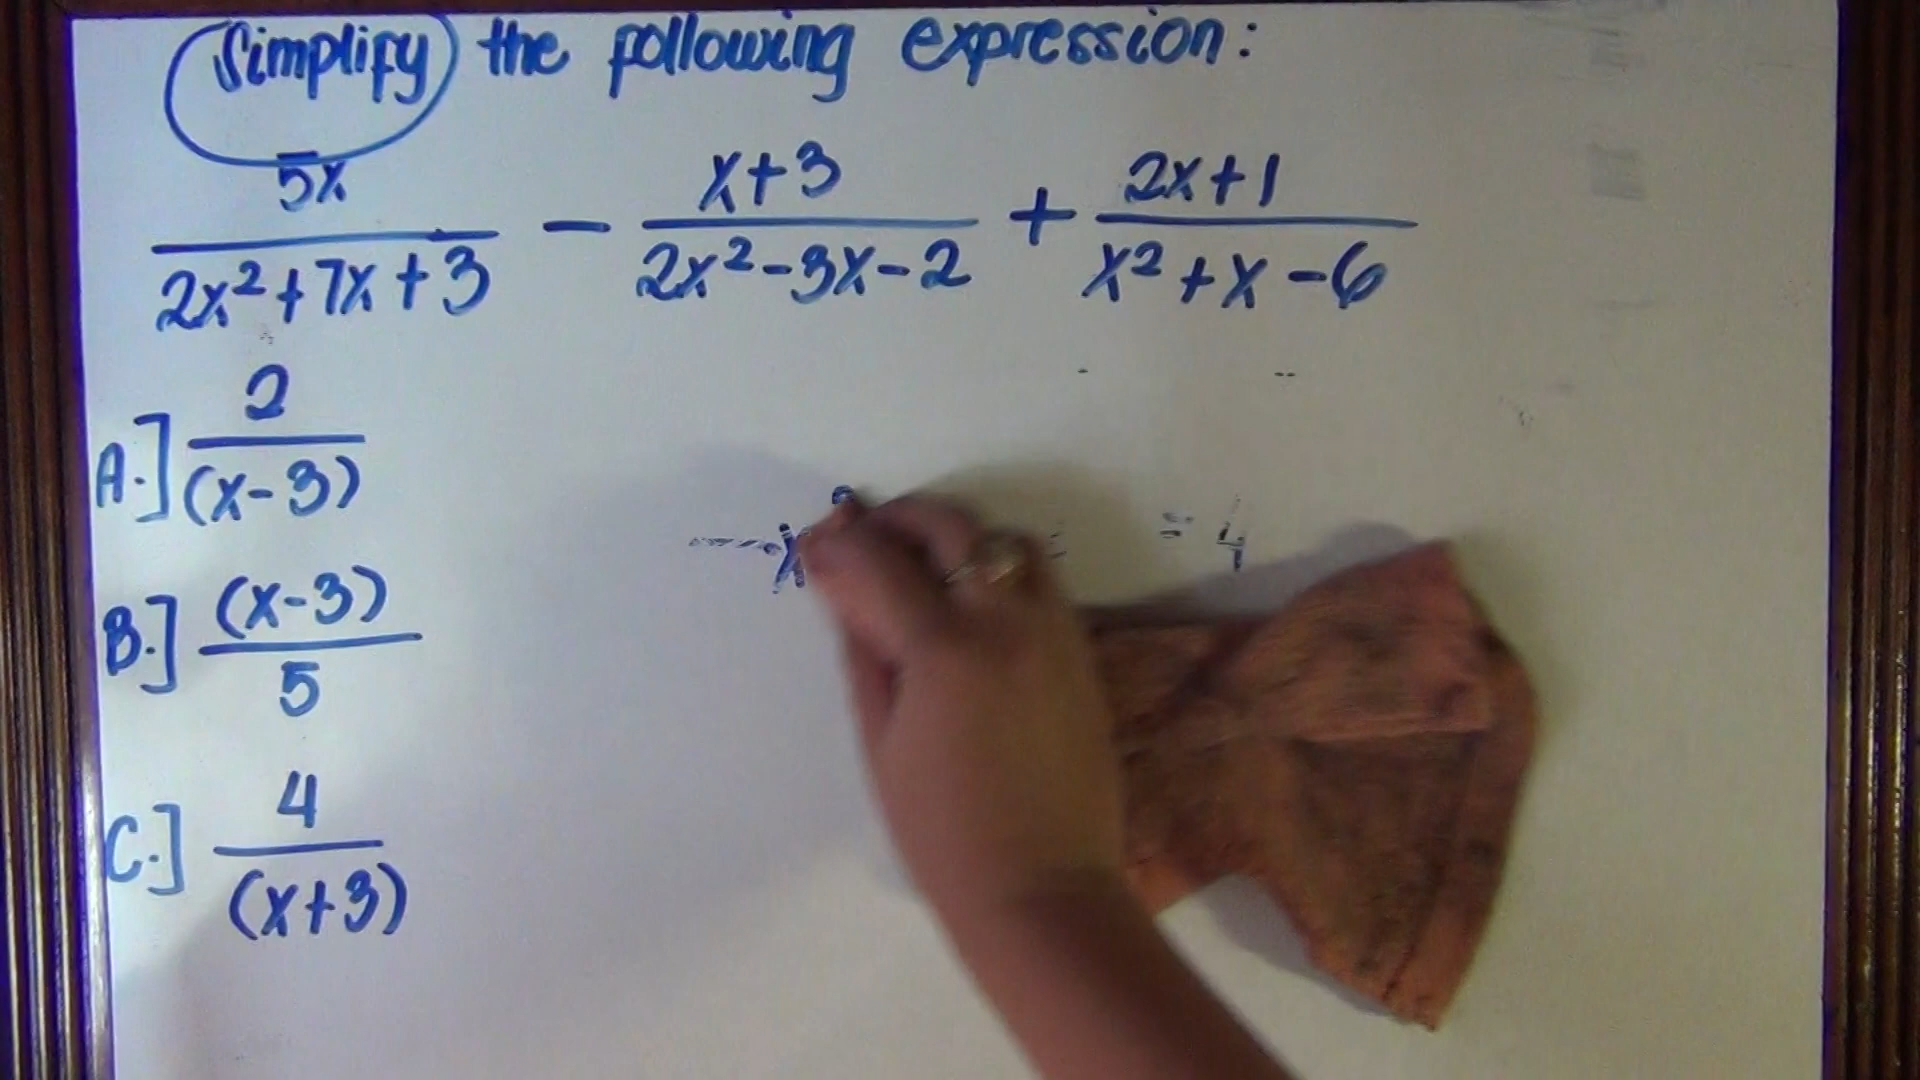 Simplify the following expression:
5x / 2x²+7x+3 - x+3 / 2x²-3x-2 + 2x+1 / x²+x-6
A.] 2 / (x-3)
x = 4
B.] (x-3) / 5
C.] 4 / (x+3)